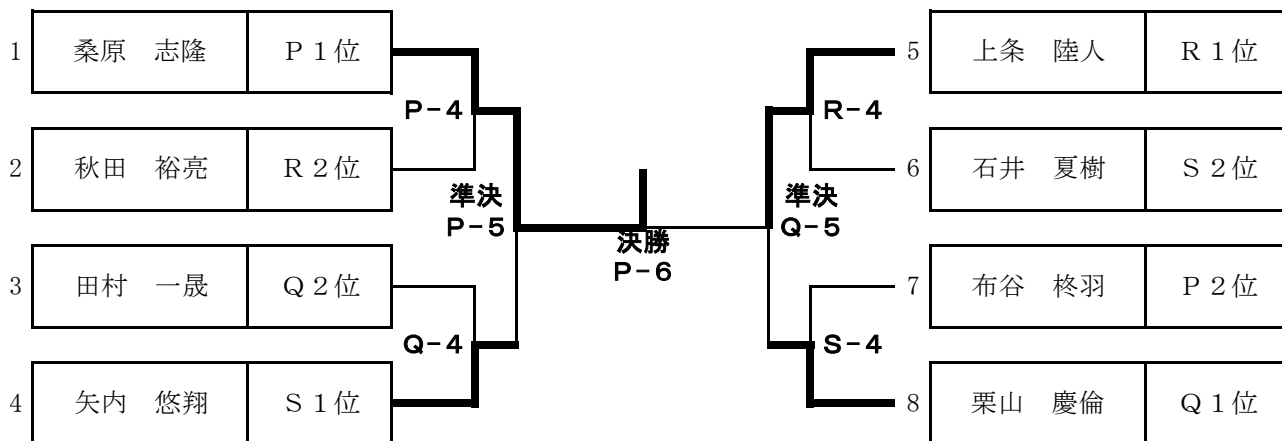 1 桑原　志隆 Ｐ１位
P-4
2 秋田　裕亮 Ｒ２位
準決
P-5
3 田村　一晟 Ｑ２位
Q-4
4 矢内　悠翔 Ｓ１位
決勝
P-6
5 上条　陸人 Ｒ１位
R-4
6 石井　夏樹 Ｓ２位
準決
Q-5
7 布谷　柊羽 Ｐ２位
S-4
8 栗山　慶倫 Ｑ１位